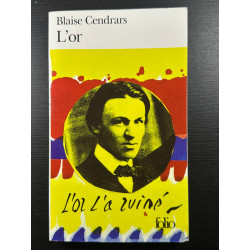 Blaise Cendrars
L'or
L'or l'a ruiné
folio